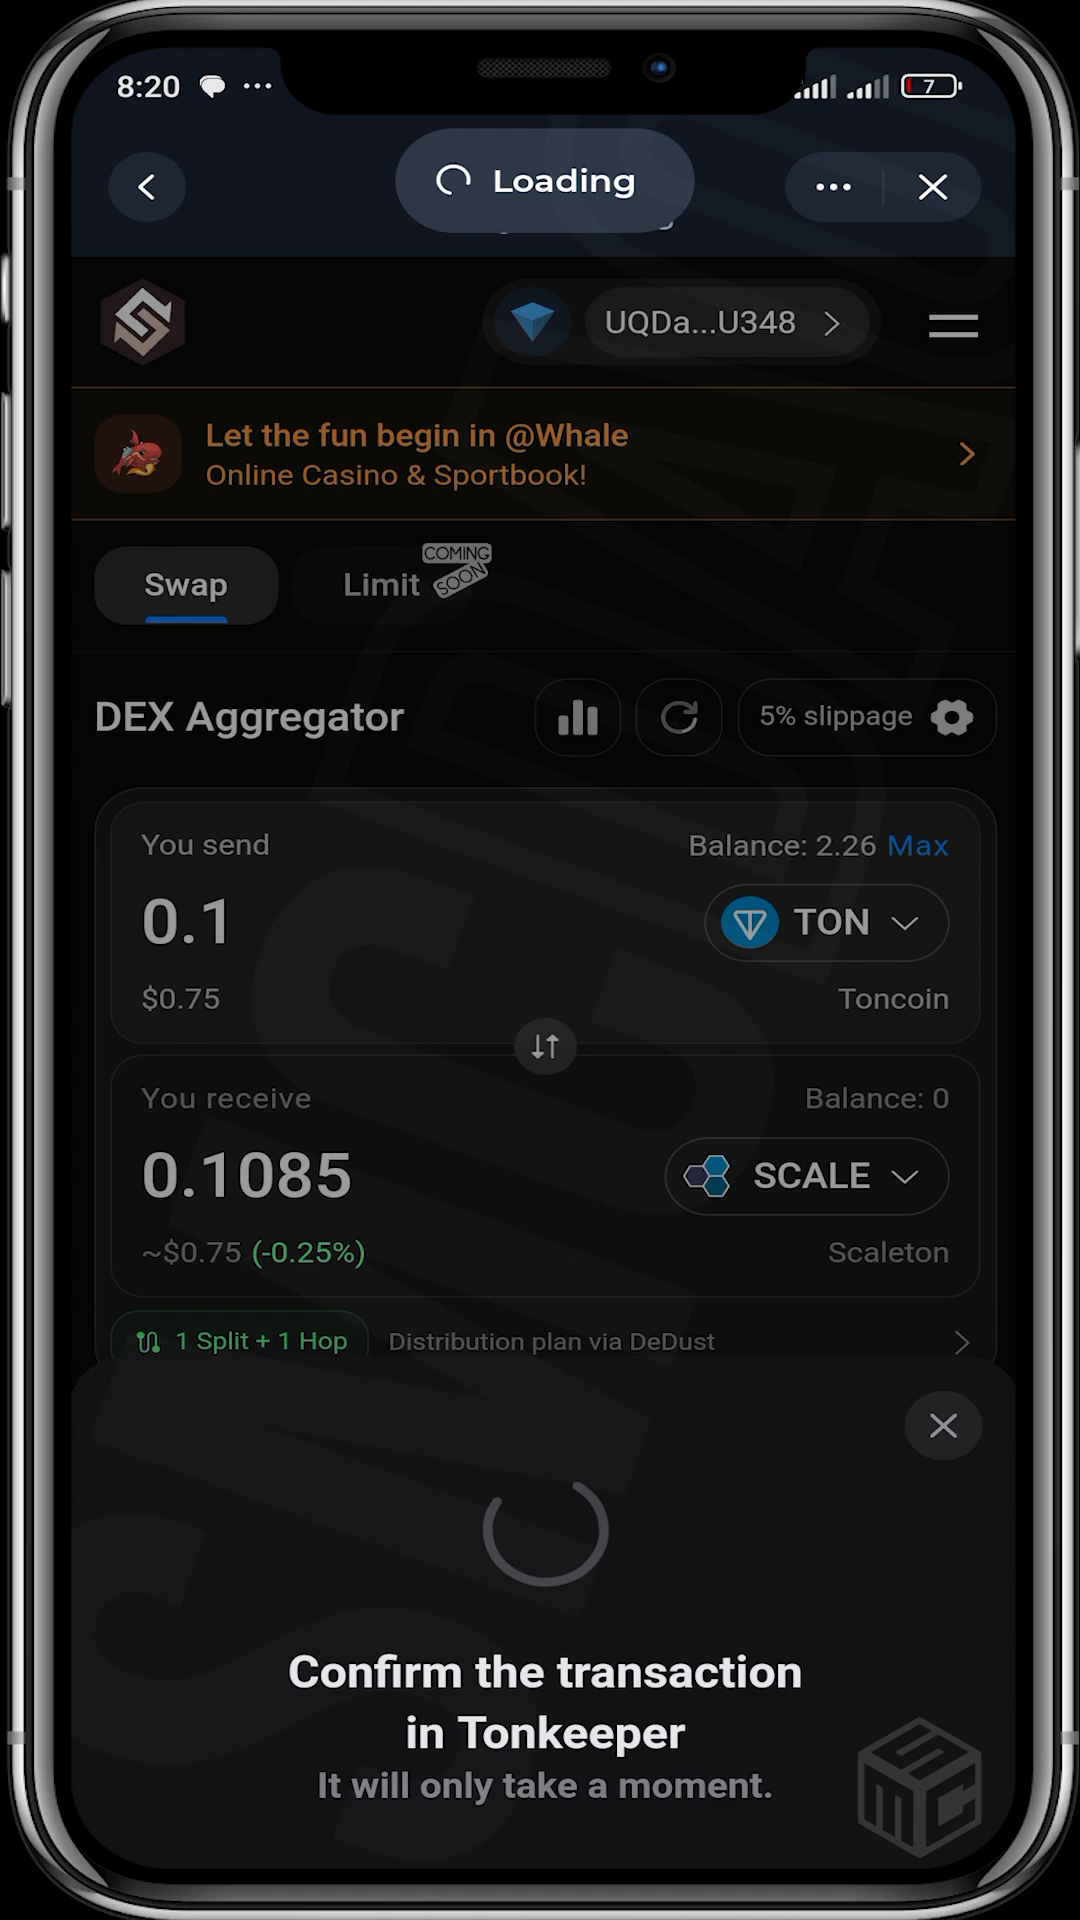 8:20
7
Loading
UQDa...U348
Let the fun begin in @Whale
Online Casino & Sportbook!
Swap
Limit
COMING
SOON
DEX Aggregator
5% slippage
You send
Balance: 2.26 Max
0.1
TON
$0.75
Toncoin
You receive
Balance: 0
0.1085
SCALE
~$0.75 (-0.25%)
Scaleton
1 Split + 1 Hop
Distribution plan via DeDust
Confirm the transaction
in Tonkeeper
It will only take a moment.
SMC